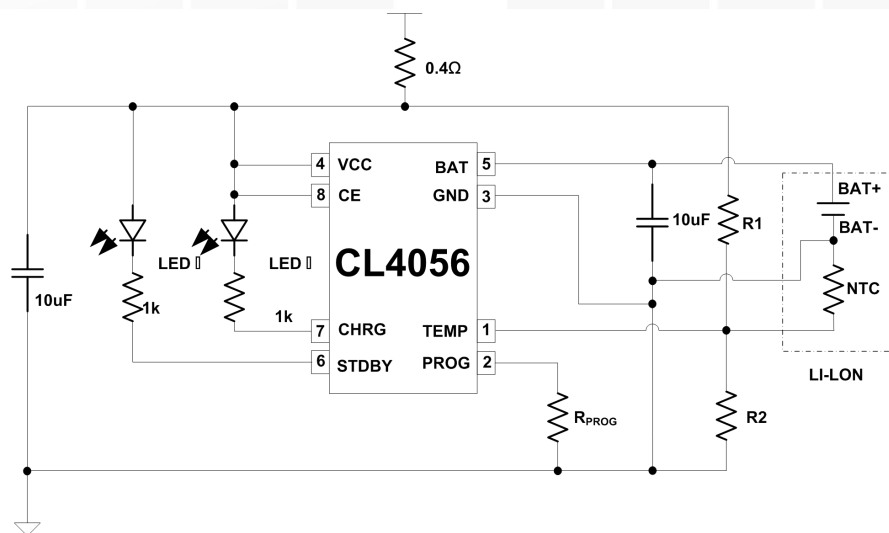 0.4Ω
4 VCC BAT 5
8 CE GND 3
BAT+
10uF R1
BAT-
LED LED
CL4056
10uF
1k
1k
NTC
7 CHRG TEMP 1
6 STDBY PROG 2
LI-LON
RPROG
R2